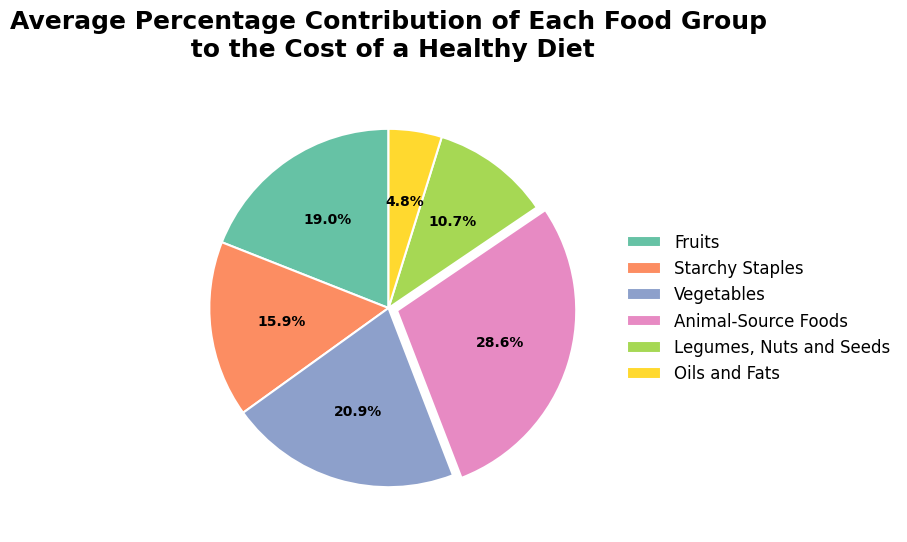 Average Percentage Contribution of Each Food Group
to the Cost of a Healthy Diet
4.8%
10.7%
19.0%
15.9%
28.6%
20.9%
Fruits
Starchy Staples
Vegetables
Animal-Source Foods
Legumes, Nuts and Seeds
Oils and Fats